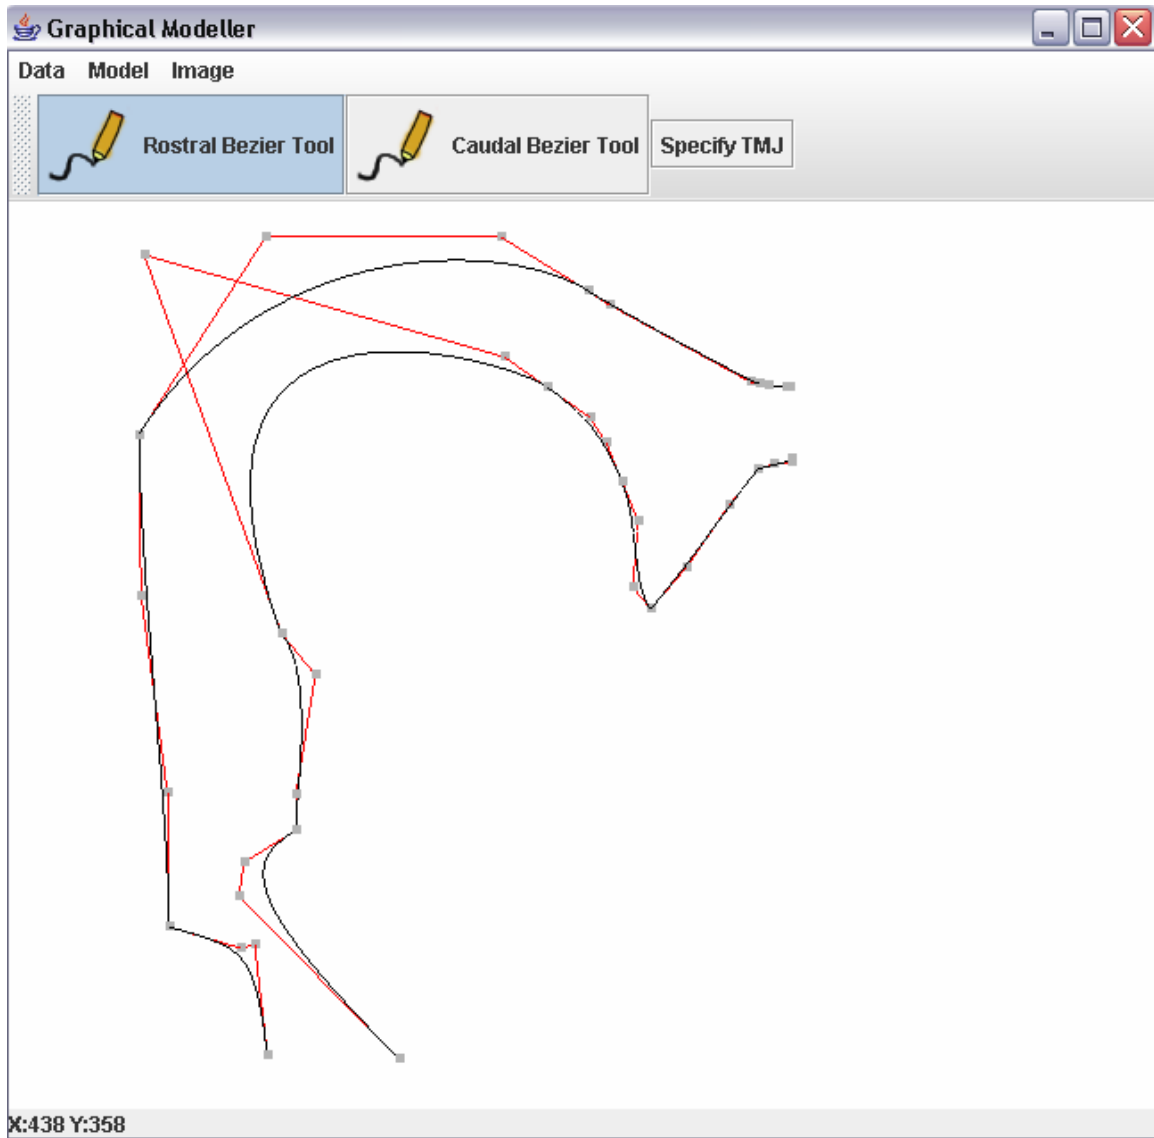 Graphical Modeller
Data Model Image
Rostral Bezier Tool Caudal Bezier Tool Specify TMJ
X:438 Y:358